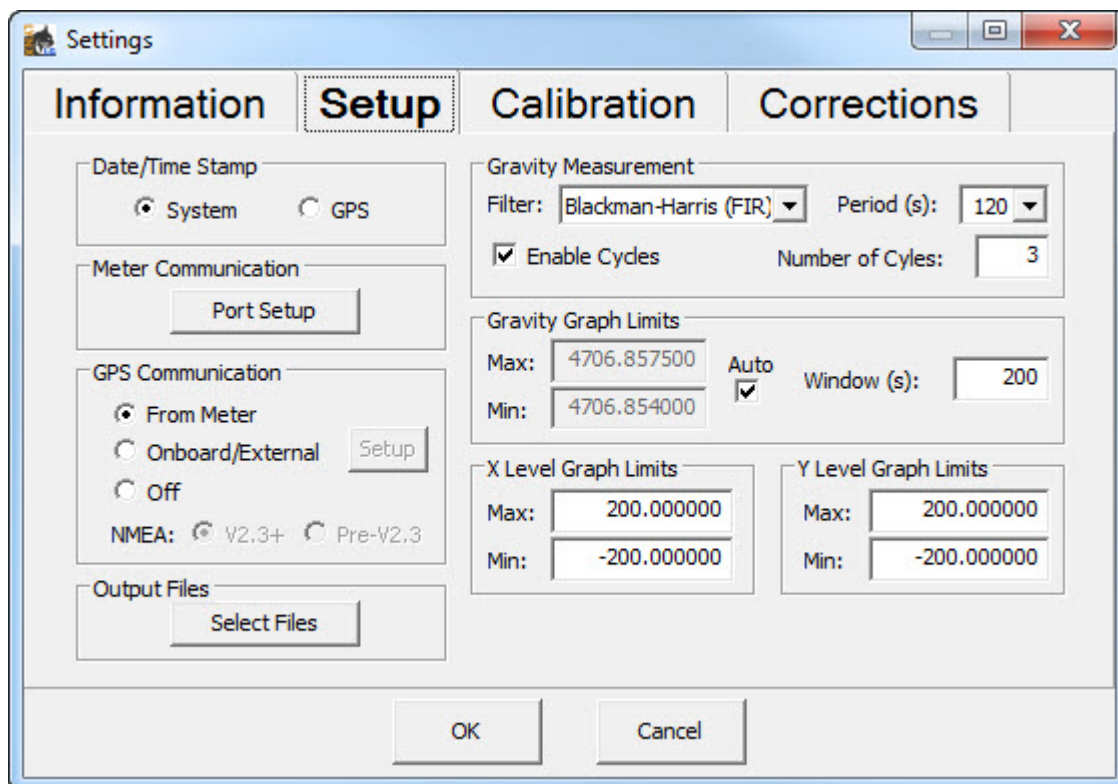 Settings
Information Setup Calibration Corrections
Date/Time Stamp
System GPS
Meter Communication
Port Setup
GPS Communication
From Meter
Onboard/External Setup
Off
NMEA: V2.3+ Pre-V2.3
Output Files
Select Files
Gravity Measurement
Filter: Blackman-Harris (FIR) Period (s): 120
Enable Cycles Number of Cyles: 3
Gravity Graph Limits
Max: 4706.857500
Auto
Min: 4706.854000
Window (s): 200
X Level Graph Limits
Max: 200.000000
Min: -200.000000
Y Level Graph Limits
Max: 200.000000
Min: -200.000000
OK Cancel